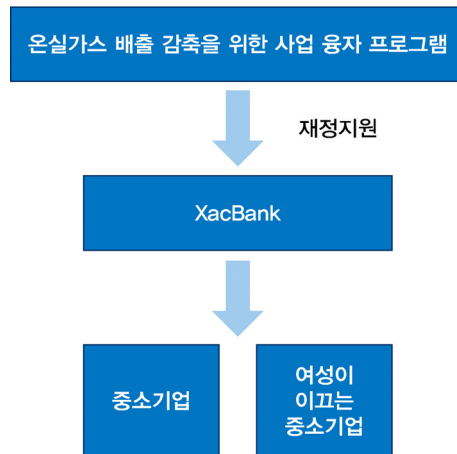 온실가스 배출 감축을 위한 사업 융자 프로그램
재정지원
XacBank
중소기업
여성이
이끄는
중소기업